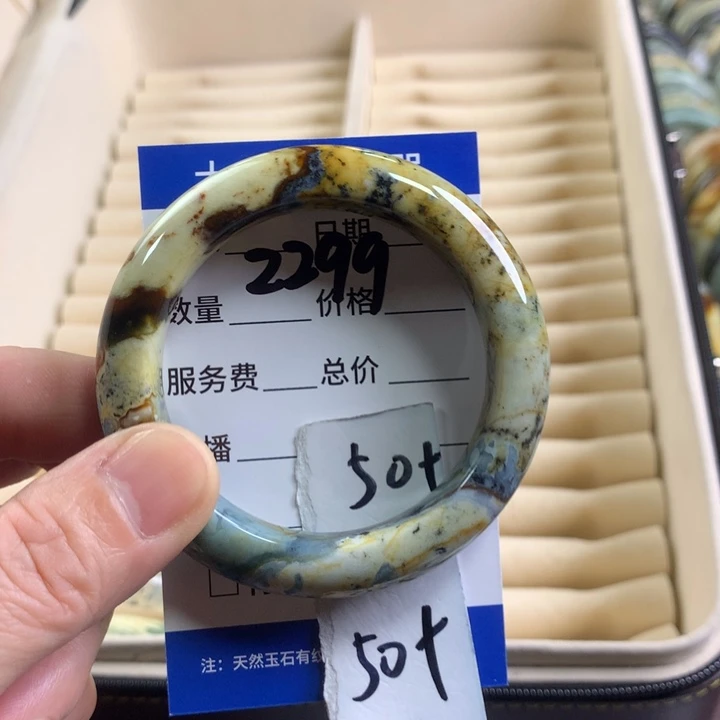 日期
2299
数量 价格
服务费 总价
播
50+
50+
注：天然玉石有纹